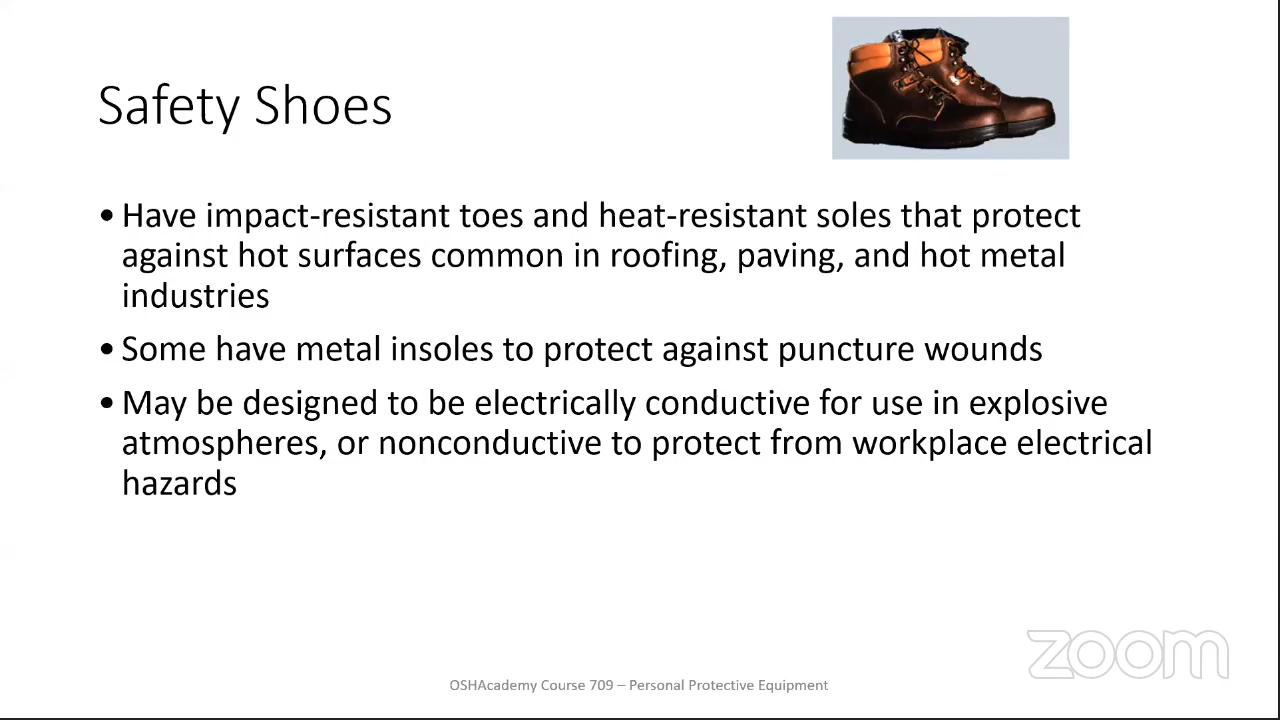 Safety Shoes
• Have impact-resistant toes and heat-resistant soles that protect
against hot surfaces common in roofing, paving, and hot metal
industries
• Some have metal insoles to protect against puncture wounds
• May be designed to be electrically conductive for use in explosive
atmospheres, or nonconductive to protect from workplace electrical
hazards
zoom
OSHAcademy Course 709 – Personal Protective Equipment